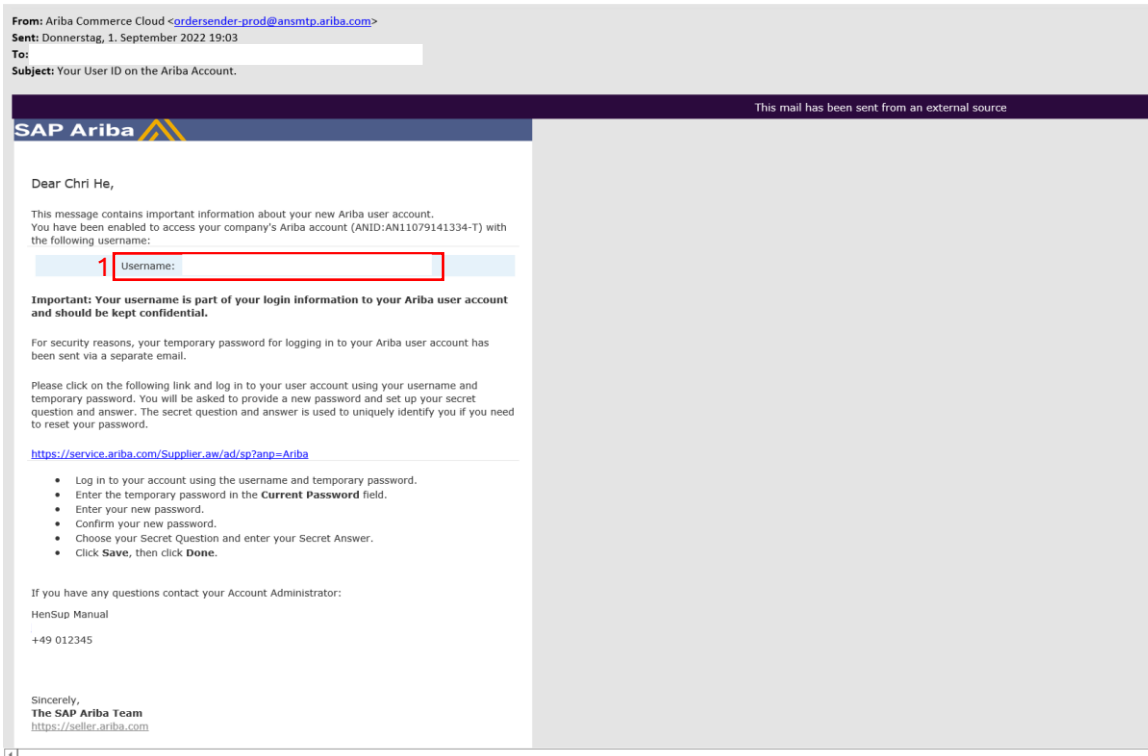 From: Ariba Commerce Cloud <ordersender-prod@ansmtp.ariba.com>
Sent: Donnerstag, 1. September 2022 19:03
To:
Subject: Your User ID on the Ariba Account.
This mail has been sent from an external source
SAP Ariba
Dear Chri He,
This message contains important information about your new Ariba user account.
You have been enabled to access your company's Ariba account (ANID:AN11079141334-T) with
the following username:
1 Username:
Important: Your username is part of your login information to your Ariba user account
and should be kept confidential.
For security reasons, your temporary password for logging in to your Ariba user account has
been sent via a separate email.
Please click on the following link and log in to your user account using your username and
temporary password. You will be asked to provide a new password and set up your secret
question and answer. The secret question and answer is used to uniquely identify you if you need
to reset your password.
https://service.ariba.com/Supplier.aw/ad/sp?anp=Ariba
• Log in to your account using the username and temporary password.
• Enter the temporary password in the Current Password field.
• Enter your new password.
• Confirm your new password.
• Choose your Secret Question and enter your Secret Answer.
• Click Save, then click Done.
If you have any questions contact your Account Administrator:
HenSup Manual
+49 012345
Sincerely,
The SAP Ariba Team
https://seller.ariba.com